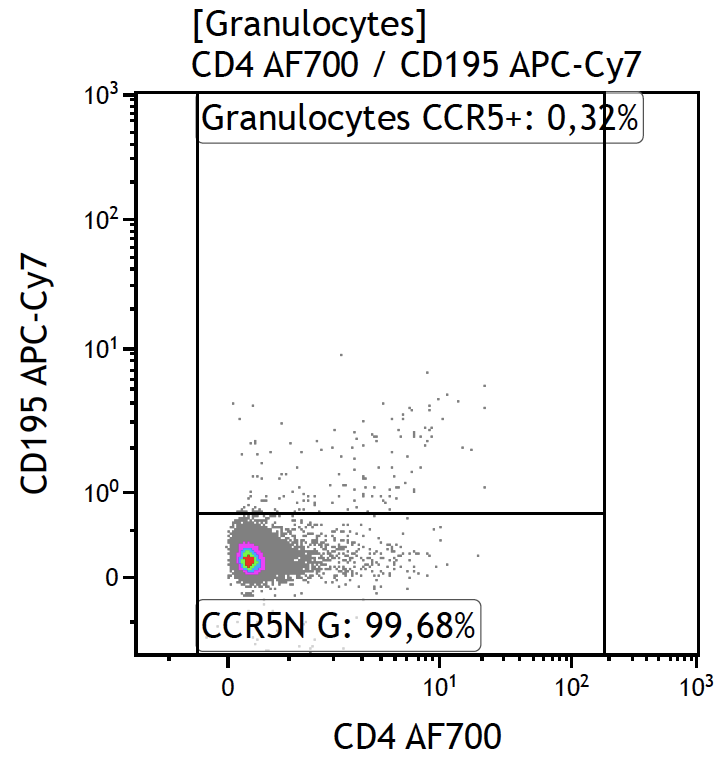 [Granulocytes]
CD4 AF700 / CD195 APC-Cy7
10³
Granulocytes CCR5+: 0,32%
10²
10¹
10⁰
0
CD195 APC-Cy7
CCR5N G: 99,68%
0
10¹
10²
10³
CD4 AF700